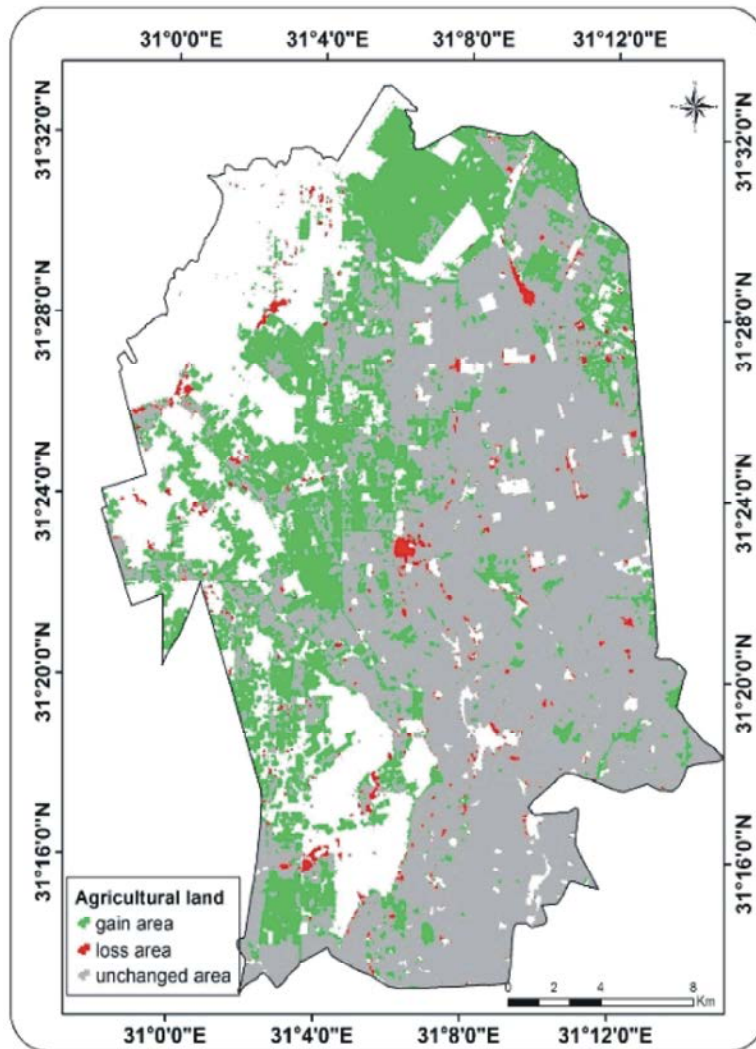 31°0'0"E 31°4'0"E 31°8'0"E 31°12'0"E
31°32'0"N 31°32'0"N
31°28'0"N 31°28'0"N
31°24'0"N 31°24'0"N
31°20'0"N 31°20'0"N
31°16'0"N 31°16'0"N
Agricultural land
gain area
loss area
unchanged area
0 2 4 8
Km
31°0'0"E 31°4'0"E 31°8'0"E 31°12'0"E